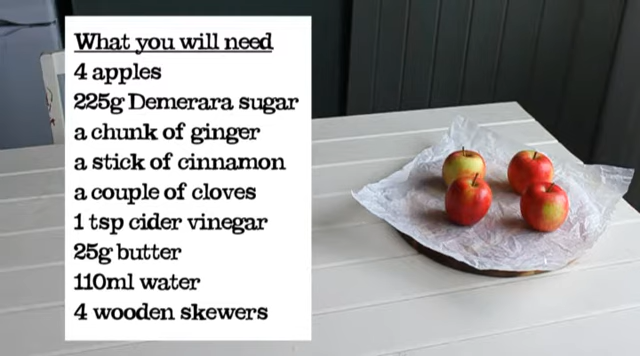 What you will need
4 apples
225g Demerara sugar
a chunk of ginger
a stick of cinnamon
a couple of cloves
1 tsp cider vinegar
25g butter
110ml water
4 wooden skewers